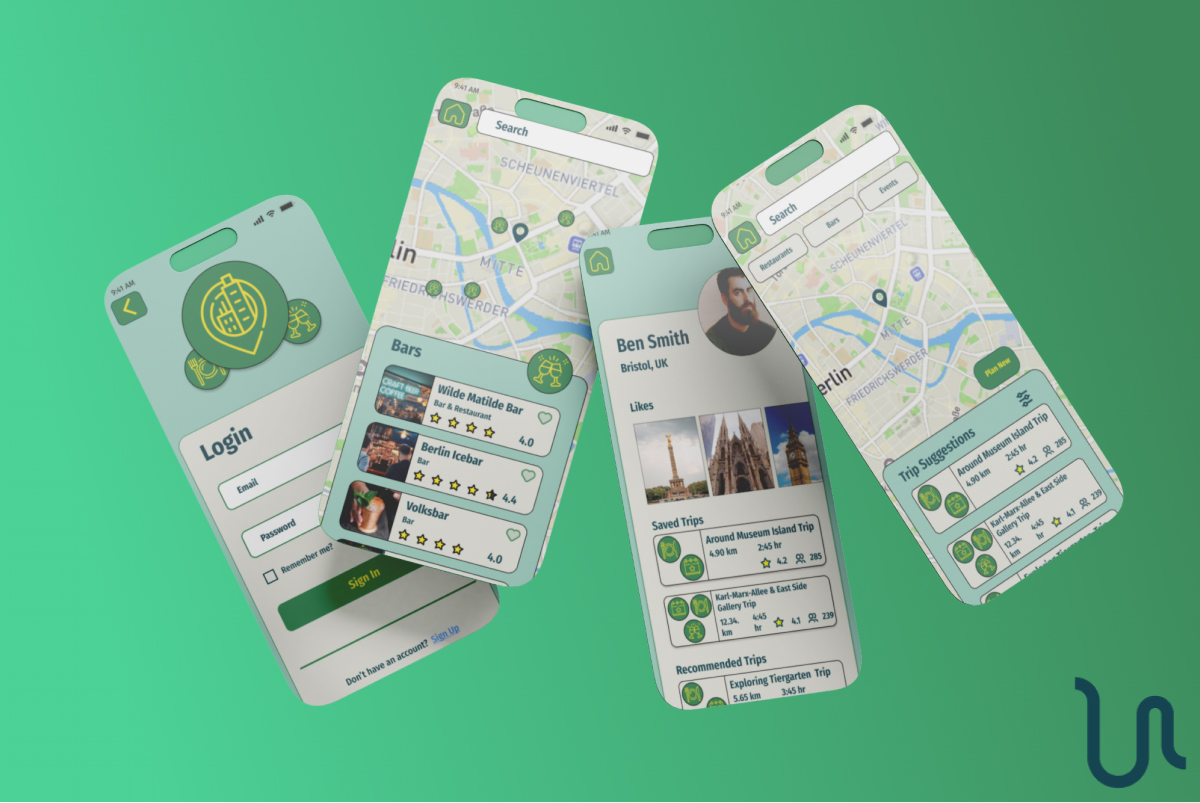 9:41 AM
Login
Email
Password
Remember me?
Sign In
Don't have an account? Sign Up
9:41 AM
Search
SCHEUNENVIERTEL
MITTE
FRIEDRICHSWERDER
Bars
Wilde Matilde Bar
Bar & Restaurant
4.0
CRAFT BEER
COFFEE
Berlin Icebar
Bar
4.4
Volksbar
Bar
4.0
Ben Smith
Bristol, UK
Likes
Saved Trips
Around Museum Island Trip
4.90 km 2:45 hr
4.2 285
Karl-Marx-Allee & East Side
Gallery Trip
12.34. km 4:45 hr 4.1 239
Recommended Trips
Exploring Tiergarten Trip
5.65 km 3:45 hr
9:41 AM
Search
Restaurants
Bars
Events
SCHEUNENVIERTEL
MITTE
FRIEDRICHSWERDER
Plan New
Trip Suggestions
Around Museum Island Trip
4.90 km 2:45 hr
4.2 285
Karl-Marx-Allee & East Side
Gallery Trip
12.34. km 4:45 hr 4.1 239